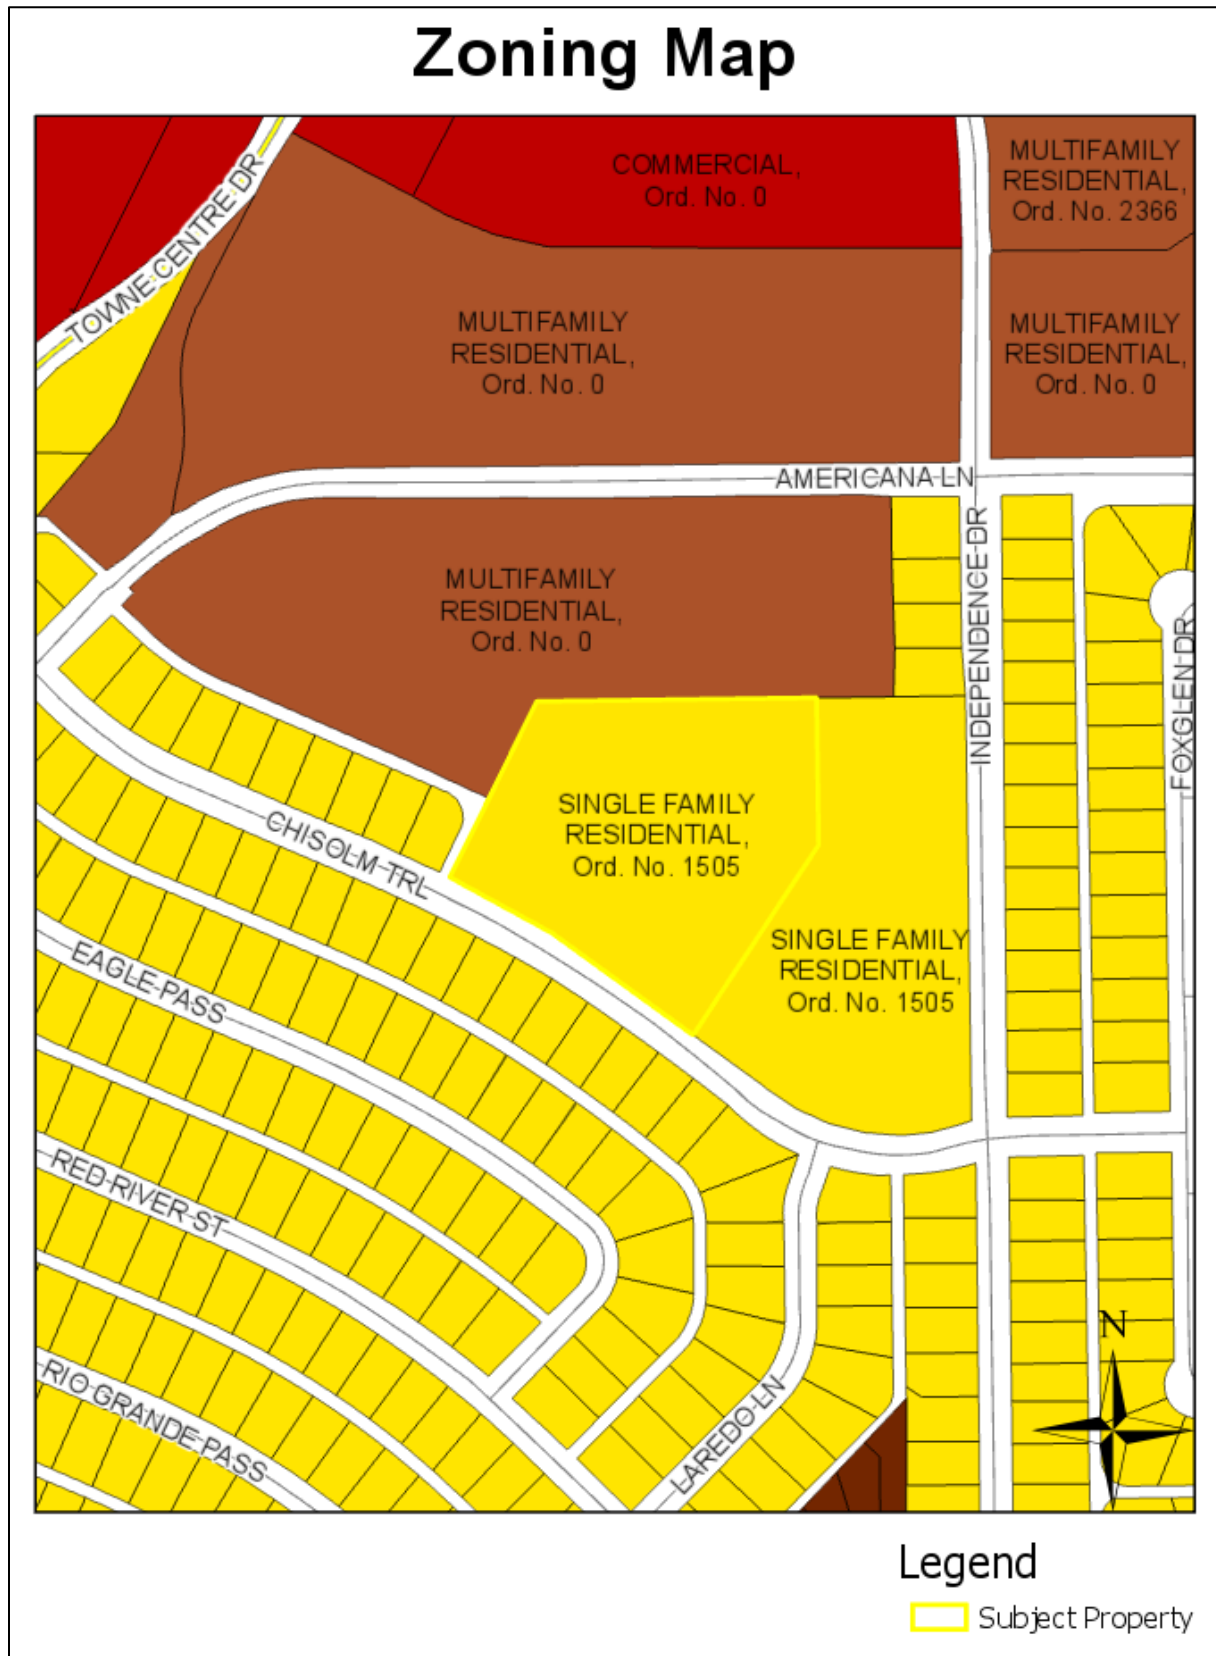 Zoning Map
COMMERCIAL,
Ord. No. 0
MULTIFAMILY
RESIDENTIAL,
Ord. No. 2366
TOWNE CENTRE DR
MULTIFAMILY
RESIDENTIAL,
Ord. No. 0
MULTIFAMILY
RESIDENTIAL,
Ord. No. 0
AMERICANA LN
MULTIFAMILY
RESIDENTIAL,
Ord. No. 0
INDEPENDENCE DR
FOXGLEN DR
SINGLE FAMILY
RESIDENTIAL,
Ord. No. 1505
CHISOLM TRL
SINGLE FAMILY
RESIDENTIAL,
Ord. No. 1505
EAGLE PASS
RED RIVER ST
RIO GRANDE PASS
LAREDO LN
N
Legend
Subject Property